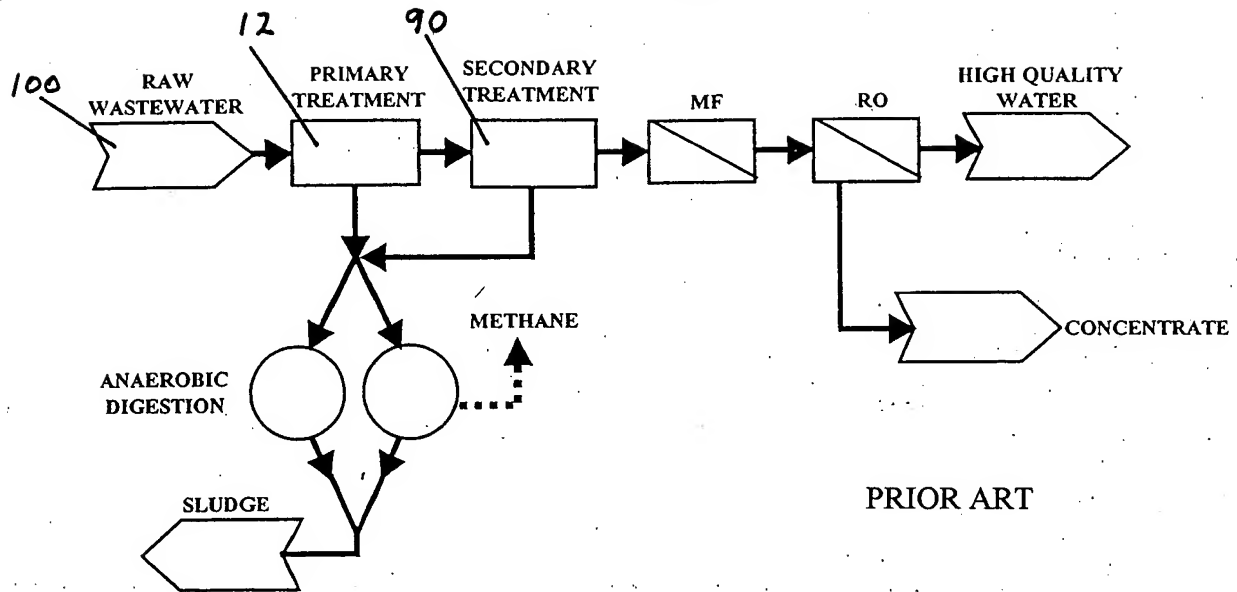 12
90
100
RAW
WASTEWATER
PRIMARY
TREATMENT
SECONDARY
TREATMENT
MF
RO
HIGH QUALITY
WATER
CONCENTRATE
METHANE
ANAEROBIC
DIGESTION
SLUDGE
PRIOR ART